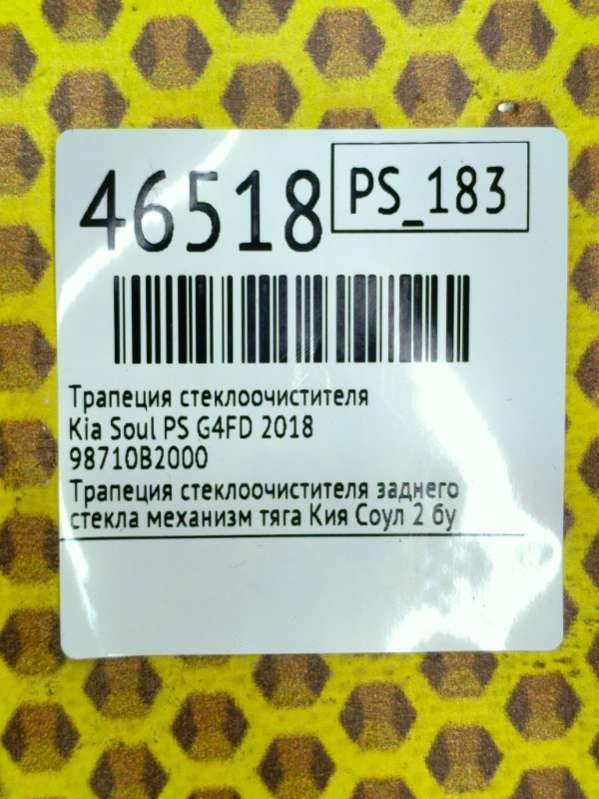 46518
PS_183
Трапеция стеклоочистителя
Kia Soul PS G4FD 2018
98710B2000
Трапеция стеклоочистителя заднего
стекла механизм тяга Кия Соул 2 бу